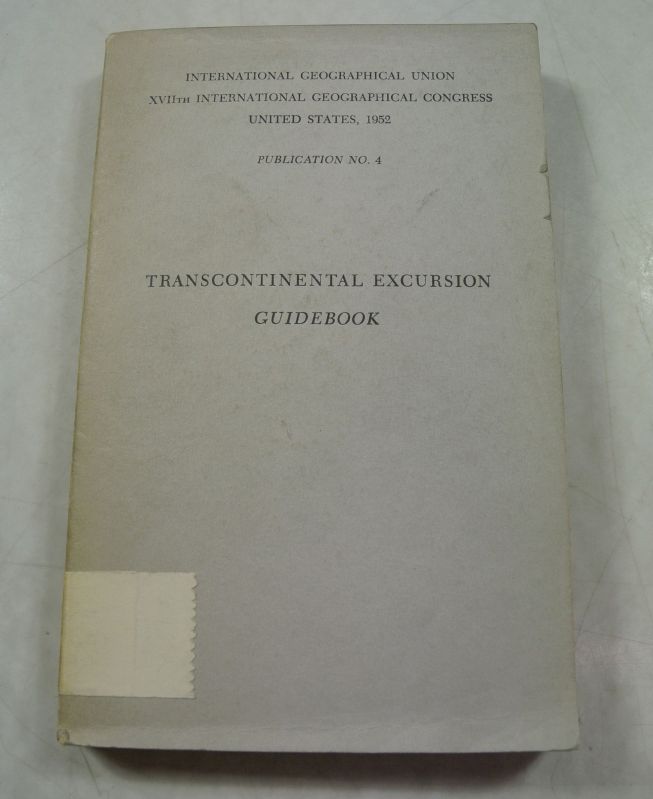 INTERNATIONAL GEOGRAPHICAL UNION
XVIITH INTERNATIONAL GEOGRAPHICAL CONGRESS
UNITED STATES, 1952
PUBLICATION NO. 4
TRANSCONTINENTAL EXCURSION
GUIDEBOOK